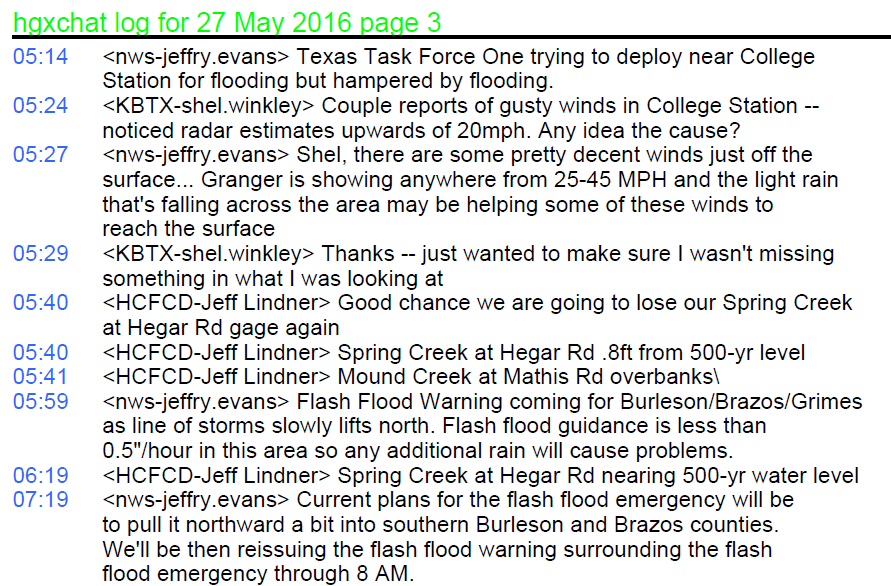 hgxchat log for 27 May 2016 page 3
05:14 <nws-jeffry.evans> Texas Task Force One trying to deploy near College
Station for flooding but hampered by flooding.
05:24 <KBTX-shel.winkley> Couple reports of gusty winds in College Station --
noticed radar estimates upwards of 20mph. Any idea the cause?
05:27 <nws-jeffry.evans> Shel, there are some pretty decent winds just off the
surface... Granger is showing anywhere from 25-45 MPH and the light rain
that's falling across the area may be helping some of these winds to
reach the surface
05:29 <KBTX-shel.winkley> Thanks -- just wanted to make sure I wasn't missing
something in what I was looking at
05:40 <HCFCD-Jeff Lindner> Good chance we are going to lose our Spring Creek
at Hegar Rd gage again
05:40 <HCFCD-Jeff Lindner> Spring Creek at Hegar Rd .8ft from 500-yr level
05:41 <HCFCD-Jeff Lindner> Mound Creek at Mathis Rd overbanks\
05:59 <nws-jeffry.evans> Flash Flood Warning coming for Burleson/Brazos/Grimes
as line of storms slowly lifts north. Flash flood guidance is less than
0.5"/hour in this area so any additional rain will cause problems.
06:19 <HCFCD-Jeff Lindner> Spring Creek at Hegar Rd nearing 500-yr water level
07:19 <nws-jeffry.evans> Current plans for the flash flood emergency will be
to pull it northward a bit into southern Burleson and Brazos counties.
We'll be then reissuing the flash flood warning surrounding the flash
flood emergency through 8 AM.